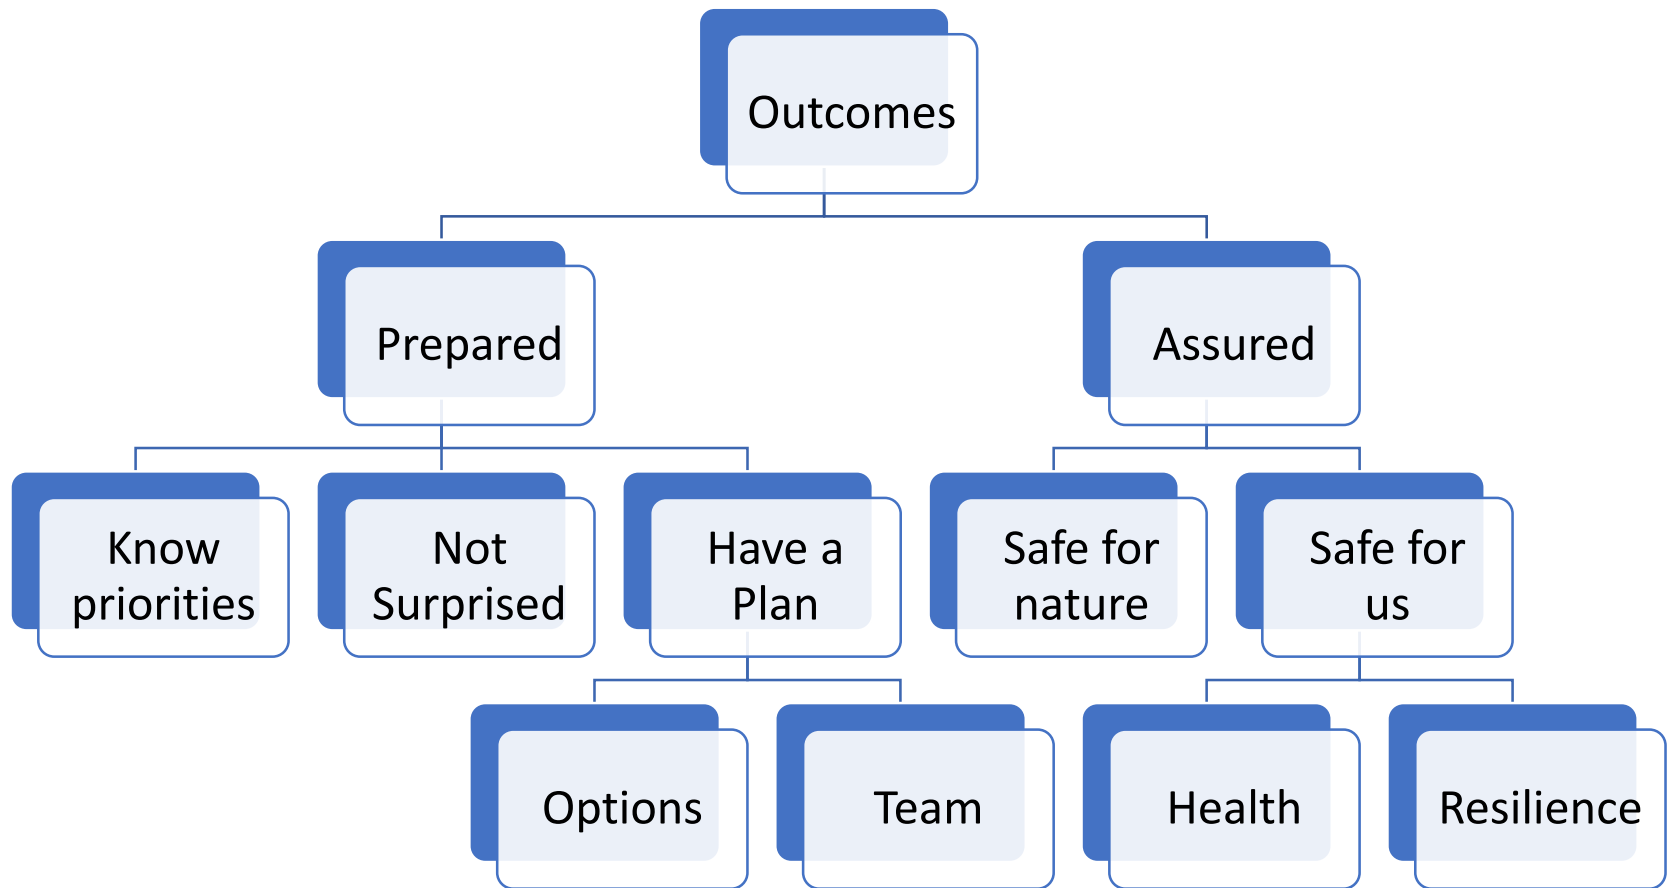 Outcomes
Prepared
Assured
Know
priorities
Not
Surprised
Have a
Plan
Safe for
nature
Safe for
us
Options
Team
Health
Resilience